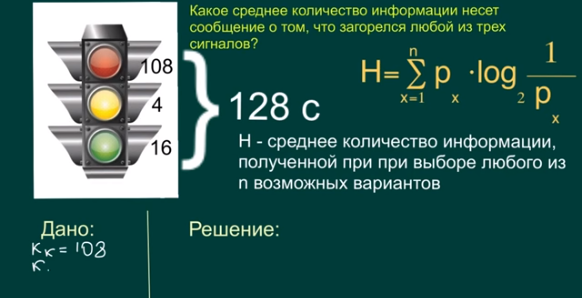 Какое среднее количество информации несет
сообщение о том, что загорелся любой из трех
сигналов?
108
4
16
128 с
H= n ∑ x=1 p x ·log 2 1 p x
H - среднее количество информации,
полученной при при выборе любого из
n возможных вариантов
Дано:
Кк = 108
К.
Решение: